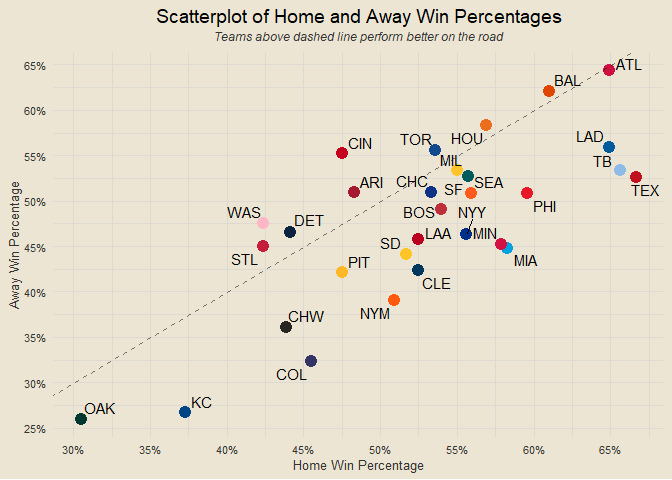 Scatterplot of Home and Away Win Percentages
Teams above dashed line perform better on the road
65%
60%
55%
50%
45%
40%
35%
30%
25%
Away Win Percentage
ATL
BAL
HOU
TOR
CIN
MIL
LAD
TB
TEX
ARI
CHC
SF
SEA
PHI
BOS
NYY
WAS
DET
STL
LAA
MIN
MIA
SD
PIT
CLE
NYM
CHW
COL
OAK
KC
30%
35%
40%
45%
50%
55%
60%
65%
Home Win Percentage